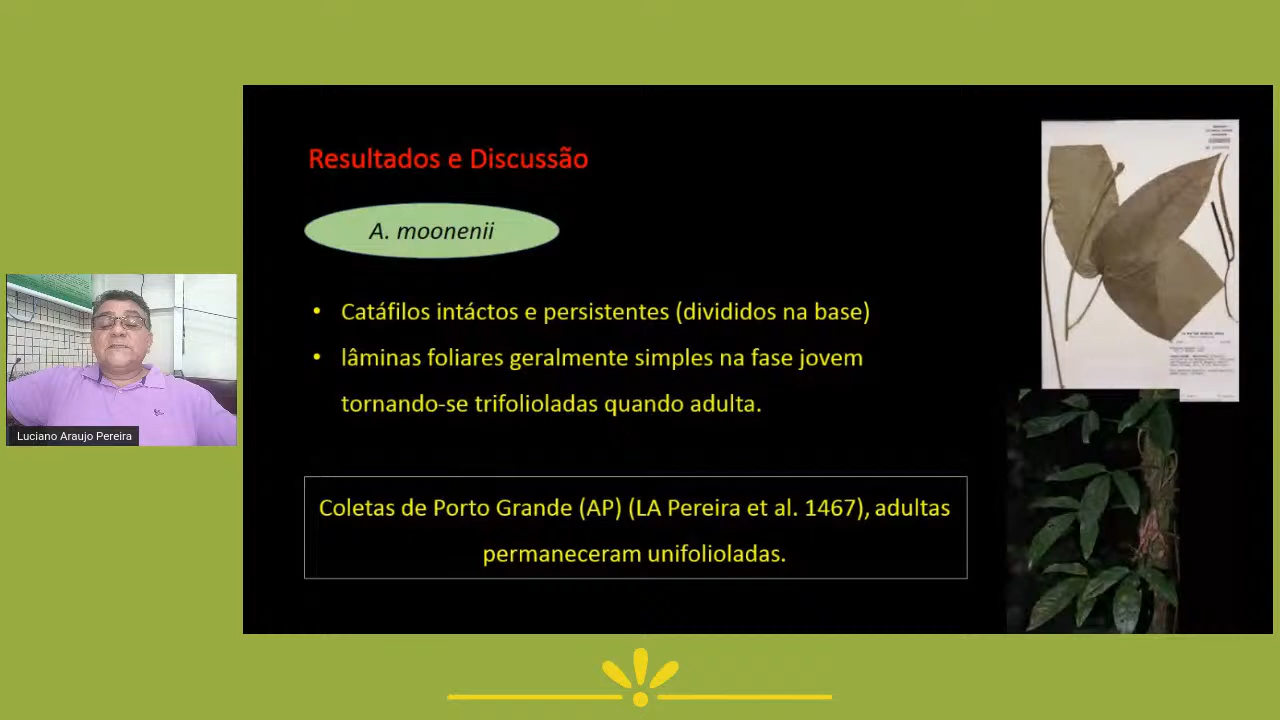 Resultados e Discussão
A. moonenii
• Catáfilos intáctos e persistentes (divididos na base)
• lâminas foliares geralmente simples na fase jovem
tornando-se trifolioladas quando adulta.
Luciano Araujo Pereira
Coletas de Porto Grande (AP) (LA Pereira et al. 1467), adultas
permaneceram unifolioladas.